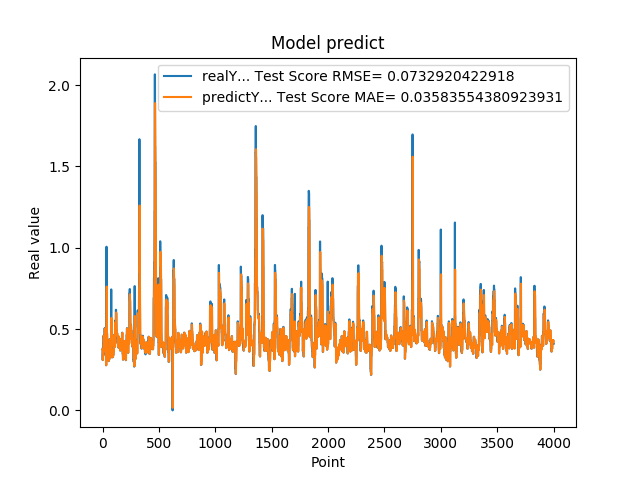 Model predict
realY... Test Score RMSE= 0.0732920422918
predictY... Test Score MAE= 0.03583554380923931
2.0
1.5
1.0
0.5
0.0
Real value
0 500 1000 1500 2000 2500 3000 3500 4000
Point